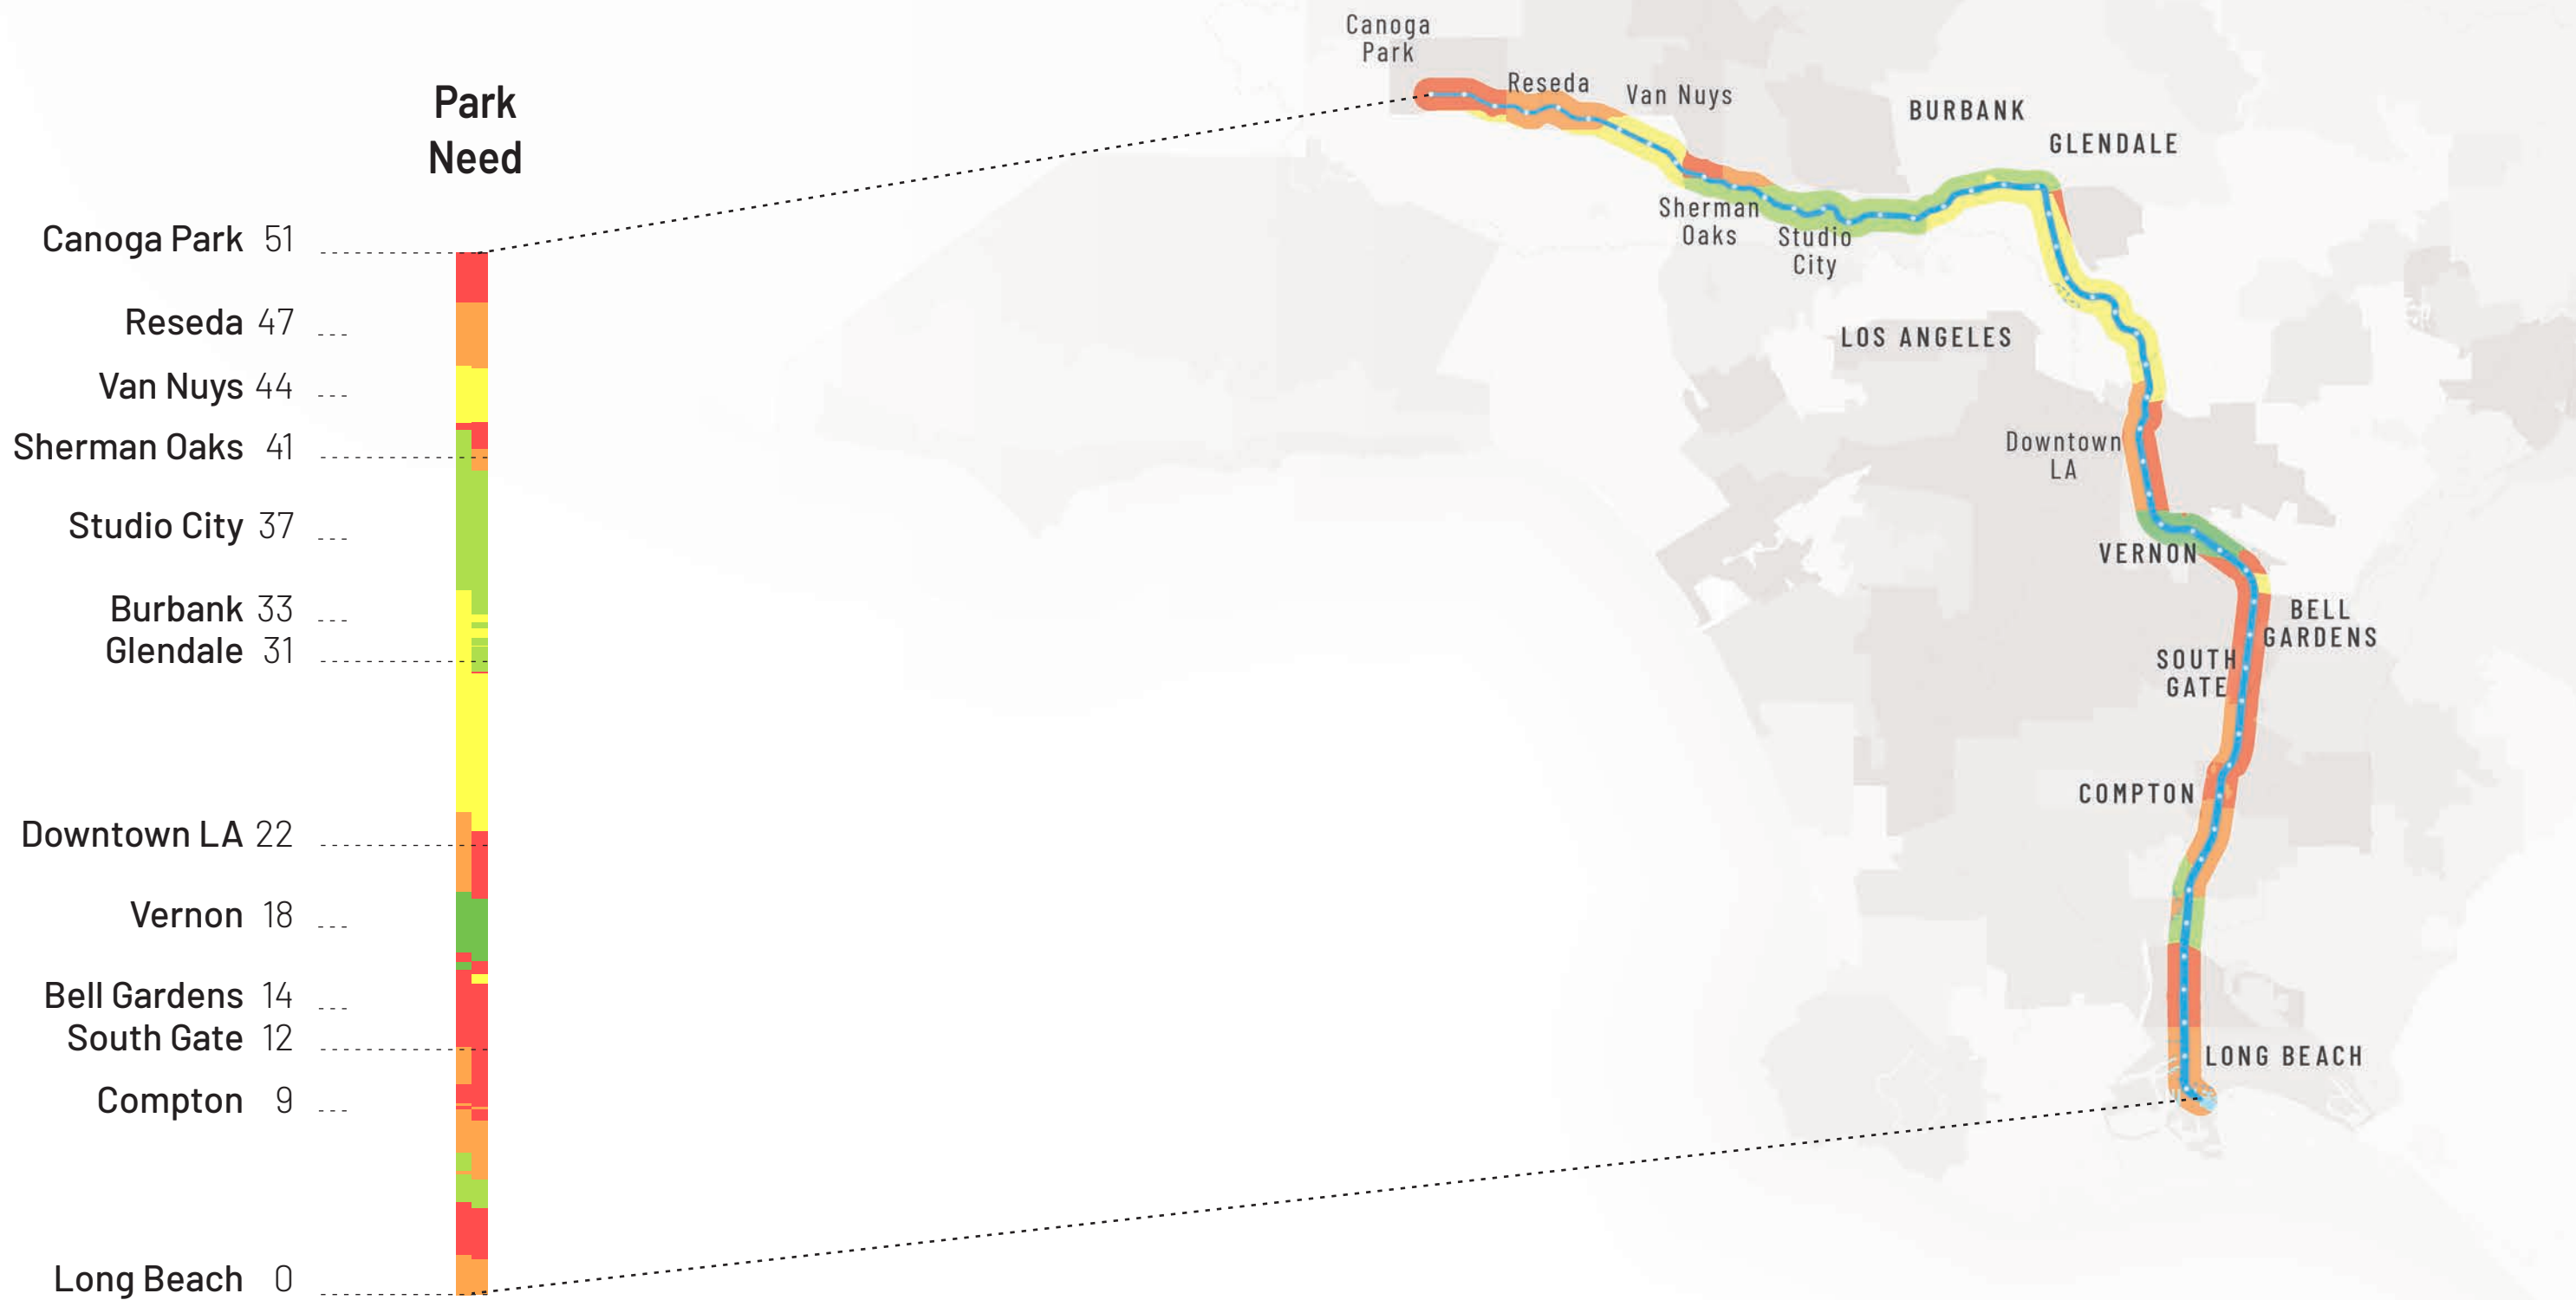 Park
Need
Canoga Park 51
Reseda 47
Van Nuys 44
Sherman Oaks 41
Studio City 37
Burbank 33
Glendale 31
Downtown LA 22
Vernon 18
Bell Gardens 14
South Gate 12
Compton 9
Long Beach 0
Canoga
Park
Reseda
Van Nuys
BURBANK
GLENDALE
Sherman
Oaks
Studio
City
LOS ANGELES
Downtown
LA
VERNON
BELL
GARDENS
SOUTH
GATE
COMPTON
LONG BEACH